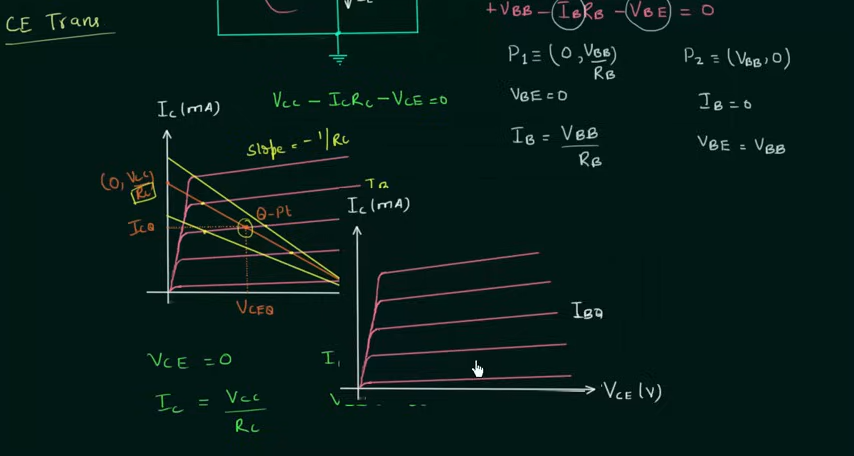 CE Trans
+VBB - IBRB - VBE = 0
P1 ≡ (0, VBB/RB)
P2 ≡ (VBB, 0)
VBE = 0
IB = 0
IB = VBB/RB
VBE = VBB
VCC - ICRC - VCE = 0
IC (mA)
Slope = -1/RC
(0, VCC/RC)
Q-Pt
ICQ
VCEQ
IC (mA)
IBQ
VCE (V)
VCE = 0
IC = VCC/RC